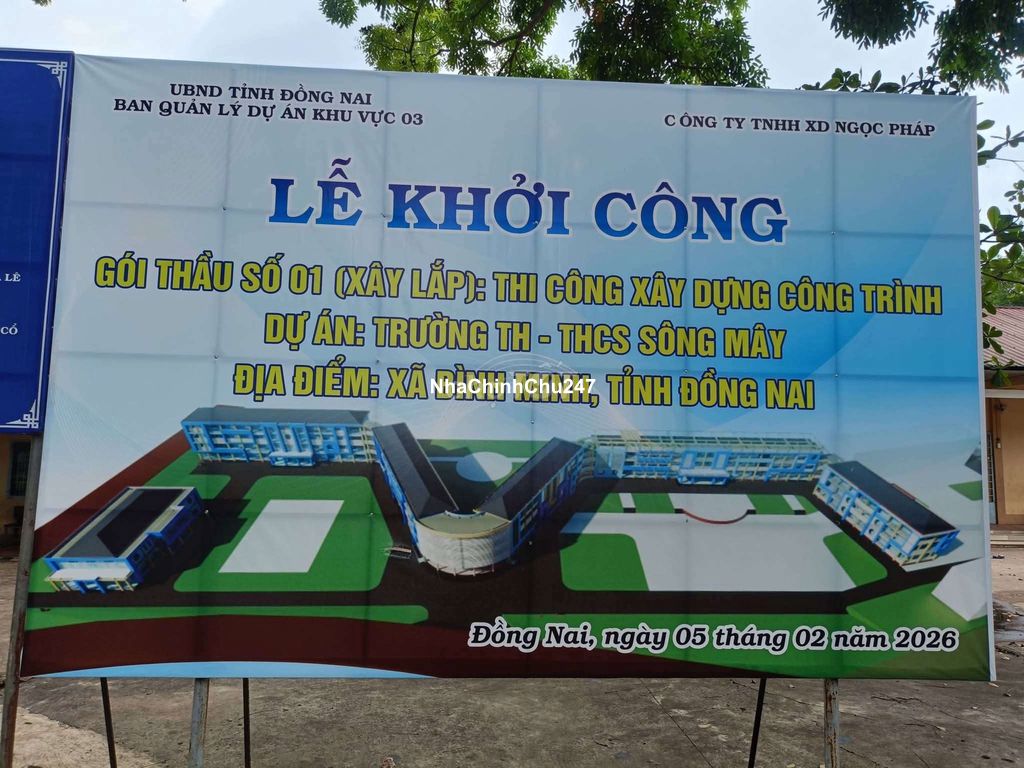 UBND TỈNH ĐỒNG NAI
BAN QUẢN LÝ DỰ ÁN KHU VỰC 03
CÔNG TY TNHH XD NGỌC PHÁP
LỄ KHỞI CÔNG
GÓI THẦU SỐ 01 (XÂY LẮP): THI CÔNG XÂY DỰNG CÔNG TRÌNH
DỰ ÁN: TRƯỜNG TH - THCS SÔNG MÂY
ĐỊA ĐIỂM: XÃ BÌNH MINH, TỈNH ĐỒNG NAI
NhaChinhChu247
Đồng Nai, ngày 05 tháng 02 năm 2026
LÊ
CỔ